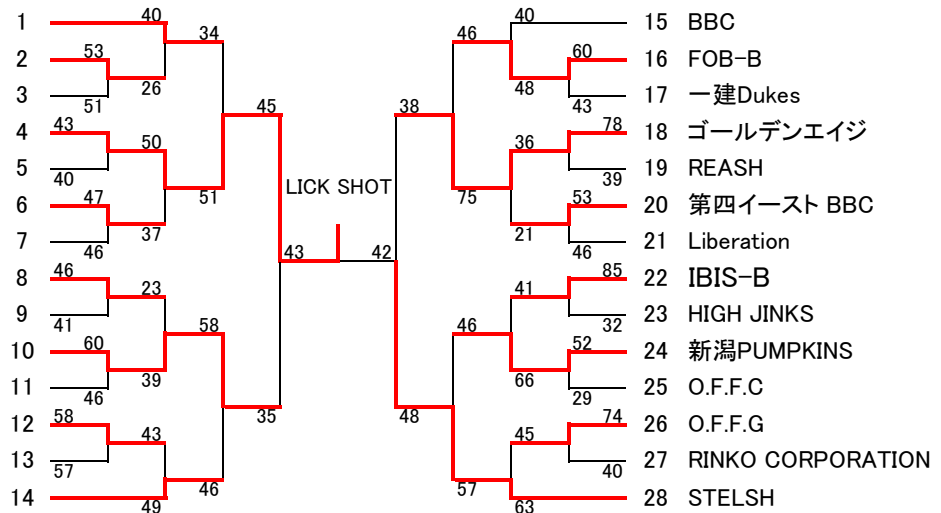 1 40 34 46 40 15 BBC
2 53 60 16 FOB-B
3 51 26 48 43 17 一建Dukes
4 43 45 38 78 18 ゴールデンエイジ
5 40 50 36 39 19 REASH
6 47 51 LICK SHOT 75 53 20 第四イースト BBC
7 46 37 21 46 21 Liberation
43 42
8 46 85 22 IBIS-B
9 41 23 41 32 23 HIGH JINKS
10 60 58 46 52 24 新潟PUMPKINS
11 46 39 66 29 25 O.F.F.C
12 58 35 48 74 26 O.F.F.G
13 57 43 45 40 27 RINKO CORPORATION
14 49 46 57 63 28 STELSH